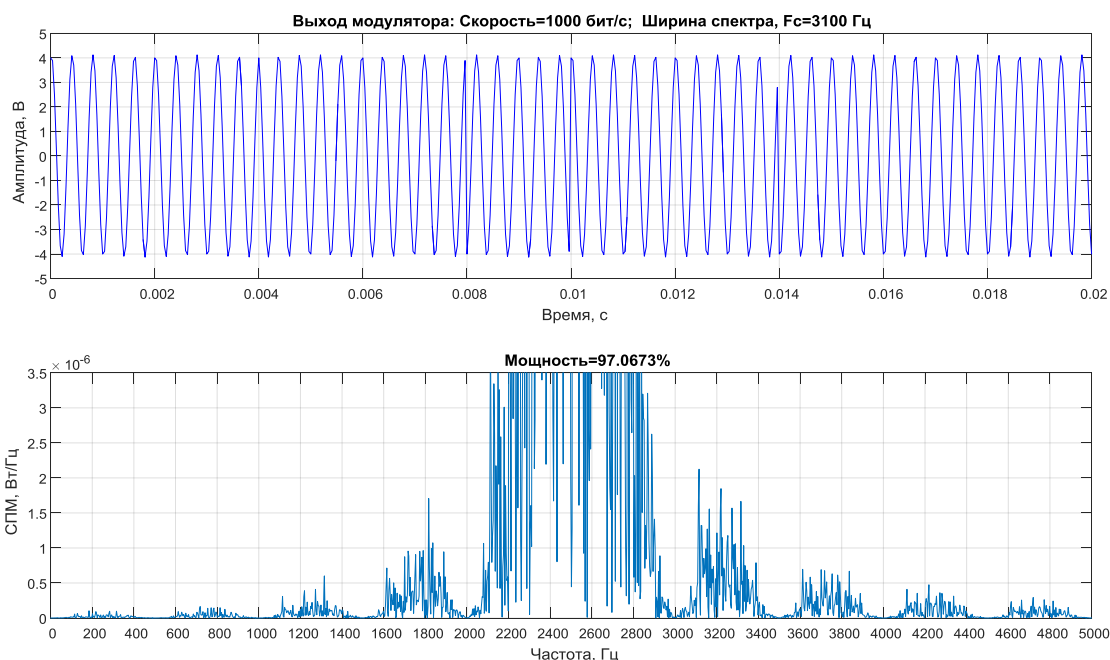 Выход модулятора: Скорость=1000 бит/с;  Ширина спектра, Fc=3100 Гц
5
4
3
2
1
0
-1
-2
-3
-4
-5
Амплитуда, В
0 0.002 0.004 0.006 0.008 0.01 0.012 0.014 0.016 0.018 0.02
Время, с
Мощность=97.0673%
× 10⁻⁶
3.5
3
2.5
2
1.5
1
0.5
0
СПМ, Вт/Гц
0 200 400 600 800 1000 1200 1400 1600 1800 2000 2200 2400 2600 2800 3000 3200 3400 3600 3800 4000 4200 4400 4600 4800 5000
Частота. Гц